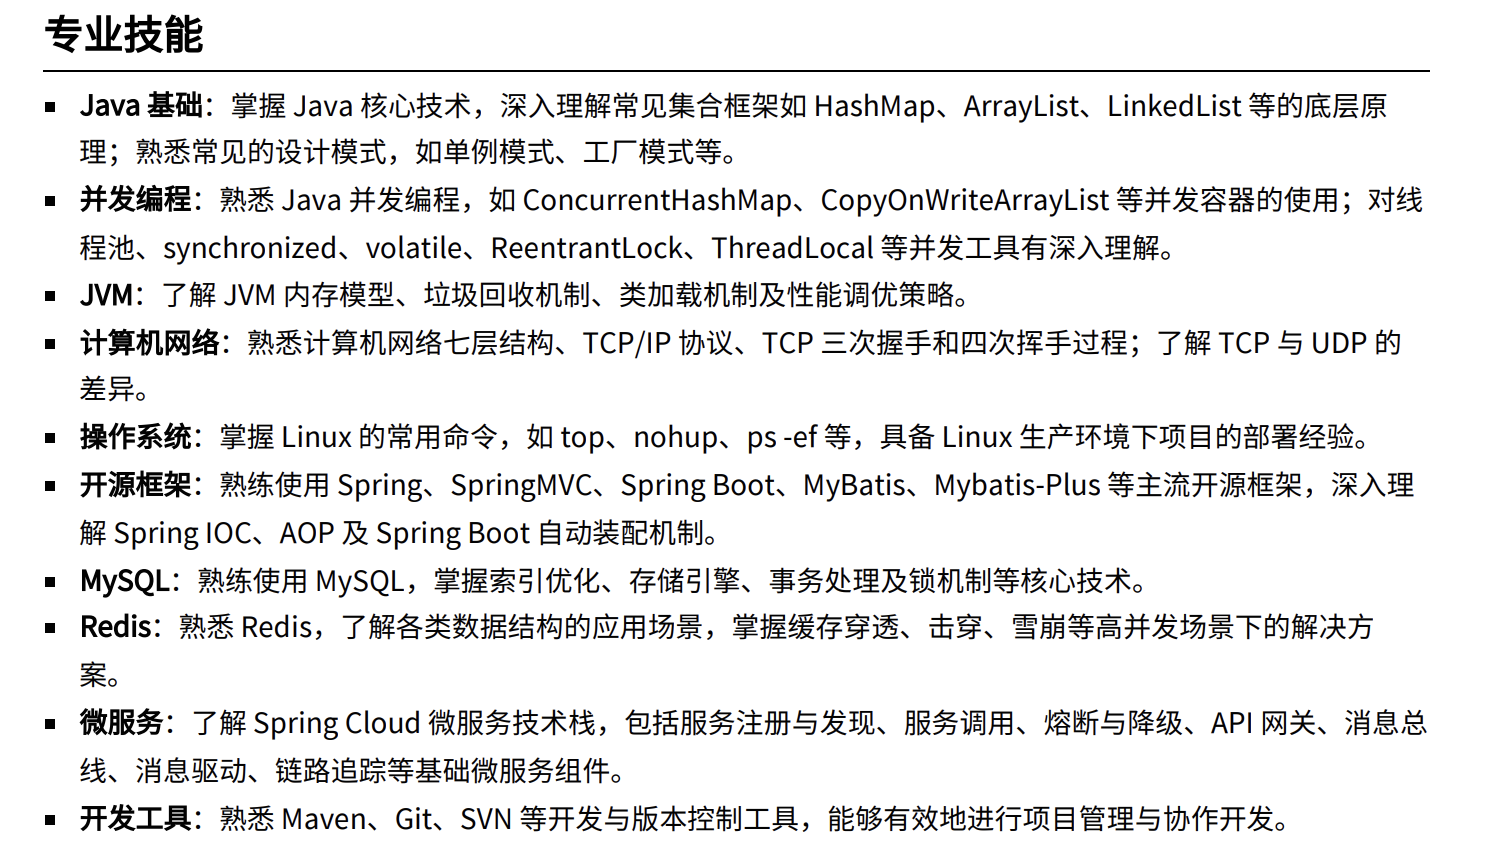 专业技能
▪ Java 基础：掌握 Java 核心技术，深入理解常见集合框架如 HashMap、ArrayList、LinkedList 等的底层原
理；熟悉常见的设计模式，如单例模式、工厂模式等。
▪ 并发编程：熟悉 Java 并发编程，如 ConcurrentHashMap、CopyOnWriteArrayList 等并发容器的使用；对线
程池、synchronized、volatile、ReentrantLock、ThreadLocal 等并发工具有深入理解。
▪ JVM：了解 JVM 内存模型、垃圾回收机制、类加载机制及性能调优策略。
▪ 计算机网络：熟悉计算机网络七层结构、TCP/IP 协议、TCP 三次握手和四次挥手过程；了解 TCP 与 UDP 的
差异。
▪ 操作系统：掌握 Linux 的常用命令，如 top、nohup、ps -ef 等，具备 Linux 生产环境下项目的部署经验。
▪ 开源框架：熟练使用 Spring、SpringMVC、Spring Boot、MyBatis、Mybatis-Plus 等主流开源框架，深入理
解 Spring IOC、AOP 及 Spring Boot 自动装配机制。
▪ MySQL：熟练使用 MySQL，掌握索引优化、存储引擎、事务处理及锁机制等核心技术。
▪ Redis：熟悉 Redis，了解各类数据结构的应用场景，掌握缓存穿透、击穿、雪崩等高并发场景下的解决方
案。
▪ 微服务：了解 Spring Cloud 微服务技术栈，包括服务注册与发现、服务调用、熔断与降级、API 网关、消息总
线、消息驱动、链路追踪等基础微服务组件。
▪ 开发工具：熟悉 Maven、Git、SVN 等开发与版本控制工具，能够有效地进行项目管理与协作开发。